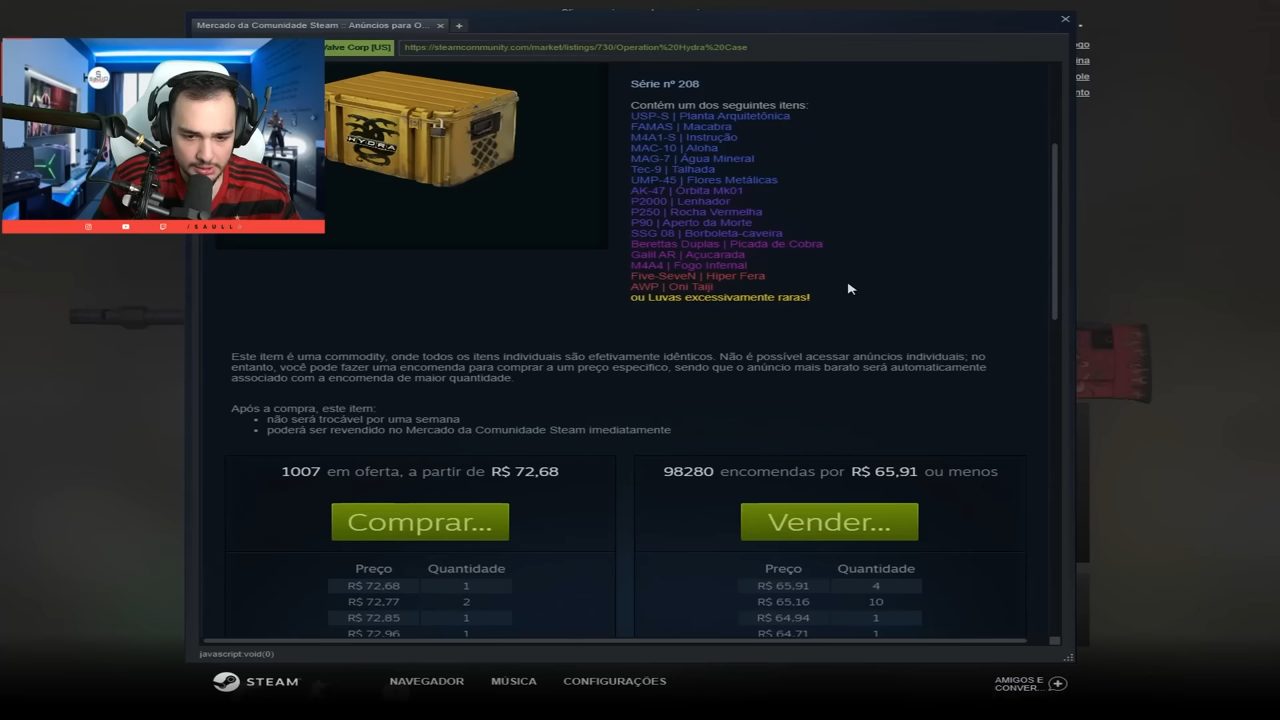 Mercado da Comunidade Steam :: Anúncios para O...
Valve Corp [US]
https://steamcommunity.com/market/listings/730/Operation%20Hydra%20Case
HYDRA
Série nº 208
Contém um dos seguintes itens:
USP-S | Planta Arquitetônica
FAMAS | Macabra
M4A1-S | Instrução
MAC-10 | Aloha
MAG-7 | Água Mineral
Tec-9 | Talhada
UMP-45 | Flores Metálicas
AK-47 | Órbita Mk01
P2000 | Lenhador
P250 | Rocha Vermelha
P90 | Aperto da Morte
SSG 08 | Borboleta-caveira
Berettas Duplas | Picada de Cobra
Galil AR | Açucarada
M4A4 | Fogo Infernal
Five-SeveN | Hiper Fera
AWP | Oni Taiji
ou Luvas excessivamente raras!
Este item é uma commodity, onde todos os itens individuais são efetivamente idênticos. Não é possível acessar anúncios individuais; no
entanto, você pode fazer uma encomenda para comprar a um preço específico, sendo que o anúncio mais barato será automaticamente
associado com a encomenda de maior quantidade.
Após a compra, este item:
não será trocável por uma semana
poderá ser revendido no Mercado da Comunidade Steam imediatamente
1007 em oferta, a partir de R$ 72,68
Comprar...
Preço Quantidade
R$ 72,68 1
R$ 72,77 2
R$ 72,85 1
R$ 72,96 1
98280 encomendas por R$ 65,91 ou menos
Vender...
Preço Quantidade
R$ 65,91 4
R$ 65,16 10
R$ 64,94 1
R$ 64,71 1
javascript:void(0)
STEAM
NAVEGADOR
MÚSICA
CONFIGURAÇÕES
AMIGOS E
CONVER...